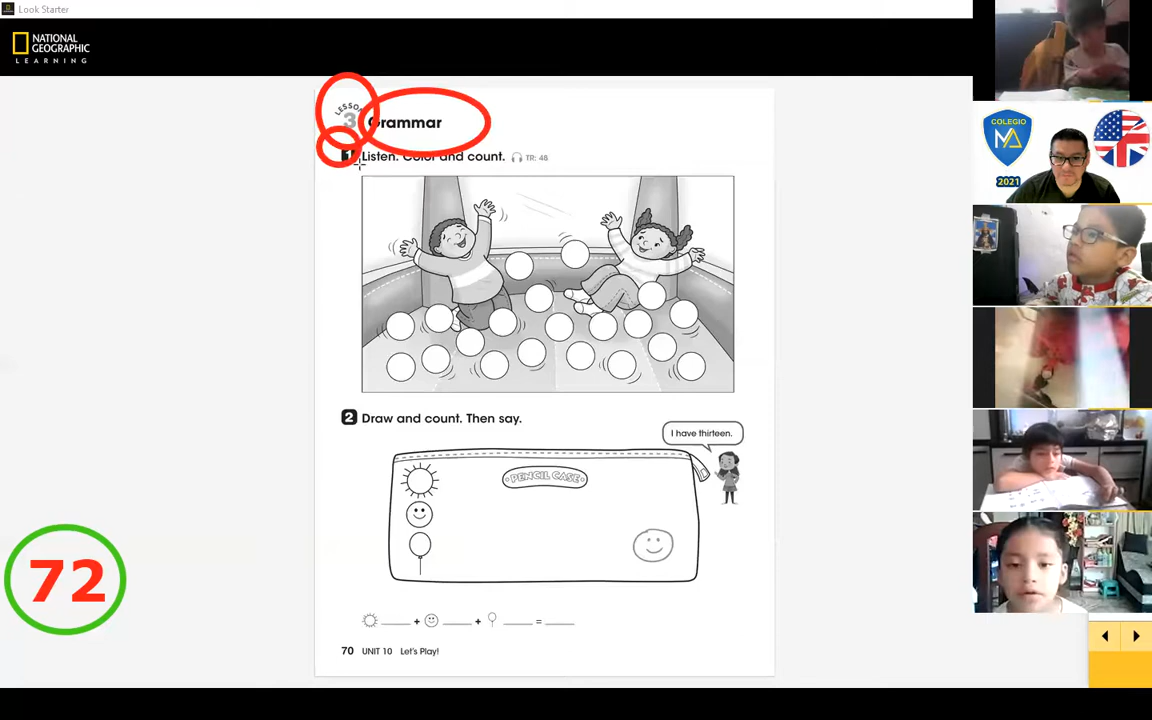 Look Starter
NATIONAL
GEOGRAPHIC
LEARNING
LESSON
3 Grammar
1 Listen. Color and count. TR: 48
2 Draw and count. Then say.
I have thirteen.
PENCIL CASE
+ + =
70 UNIT 10 Let's Play!
72
COLEGIO
MA
2021